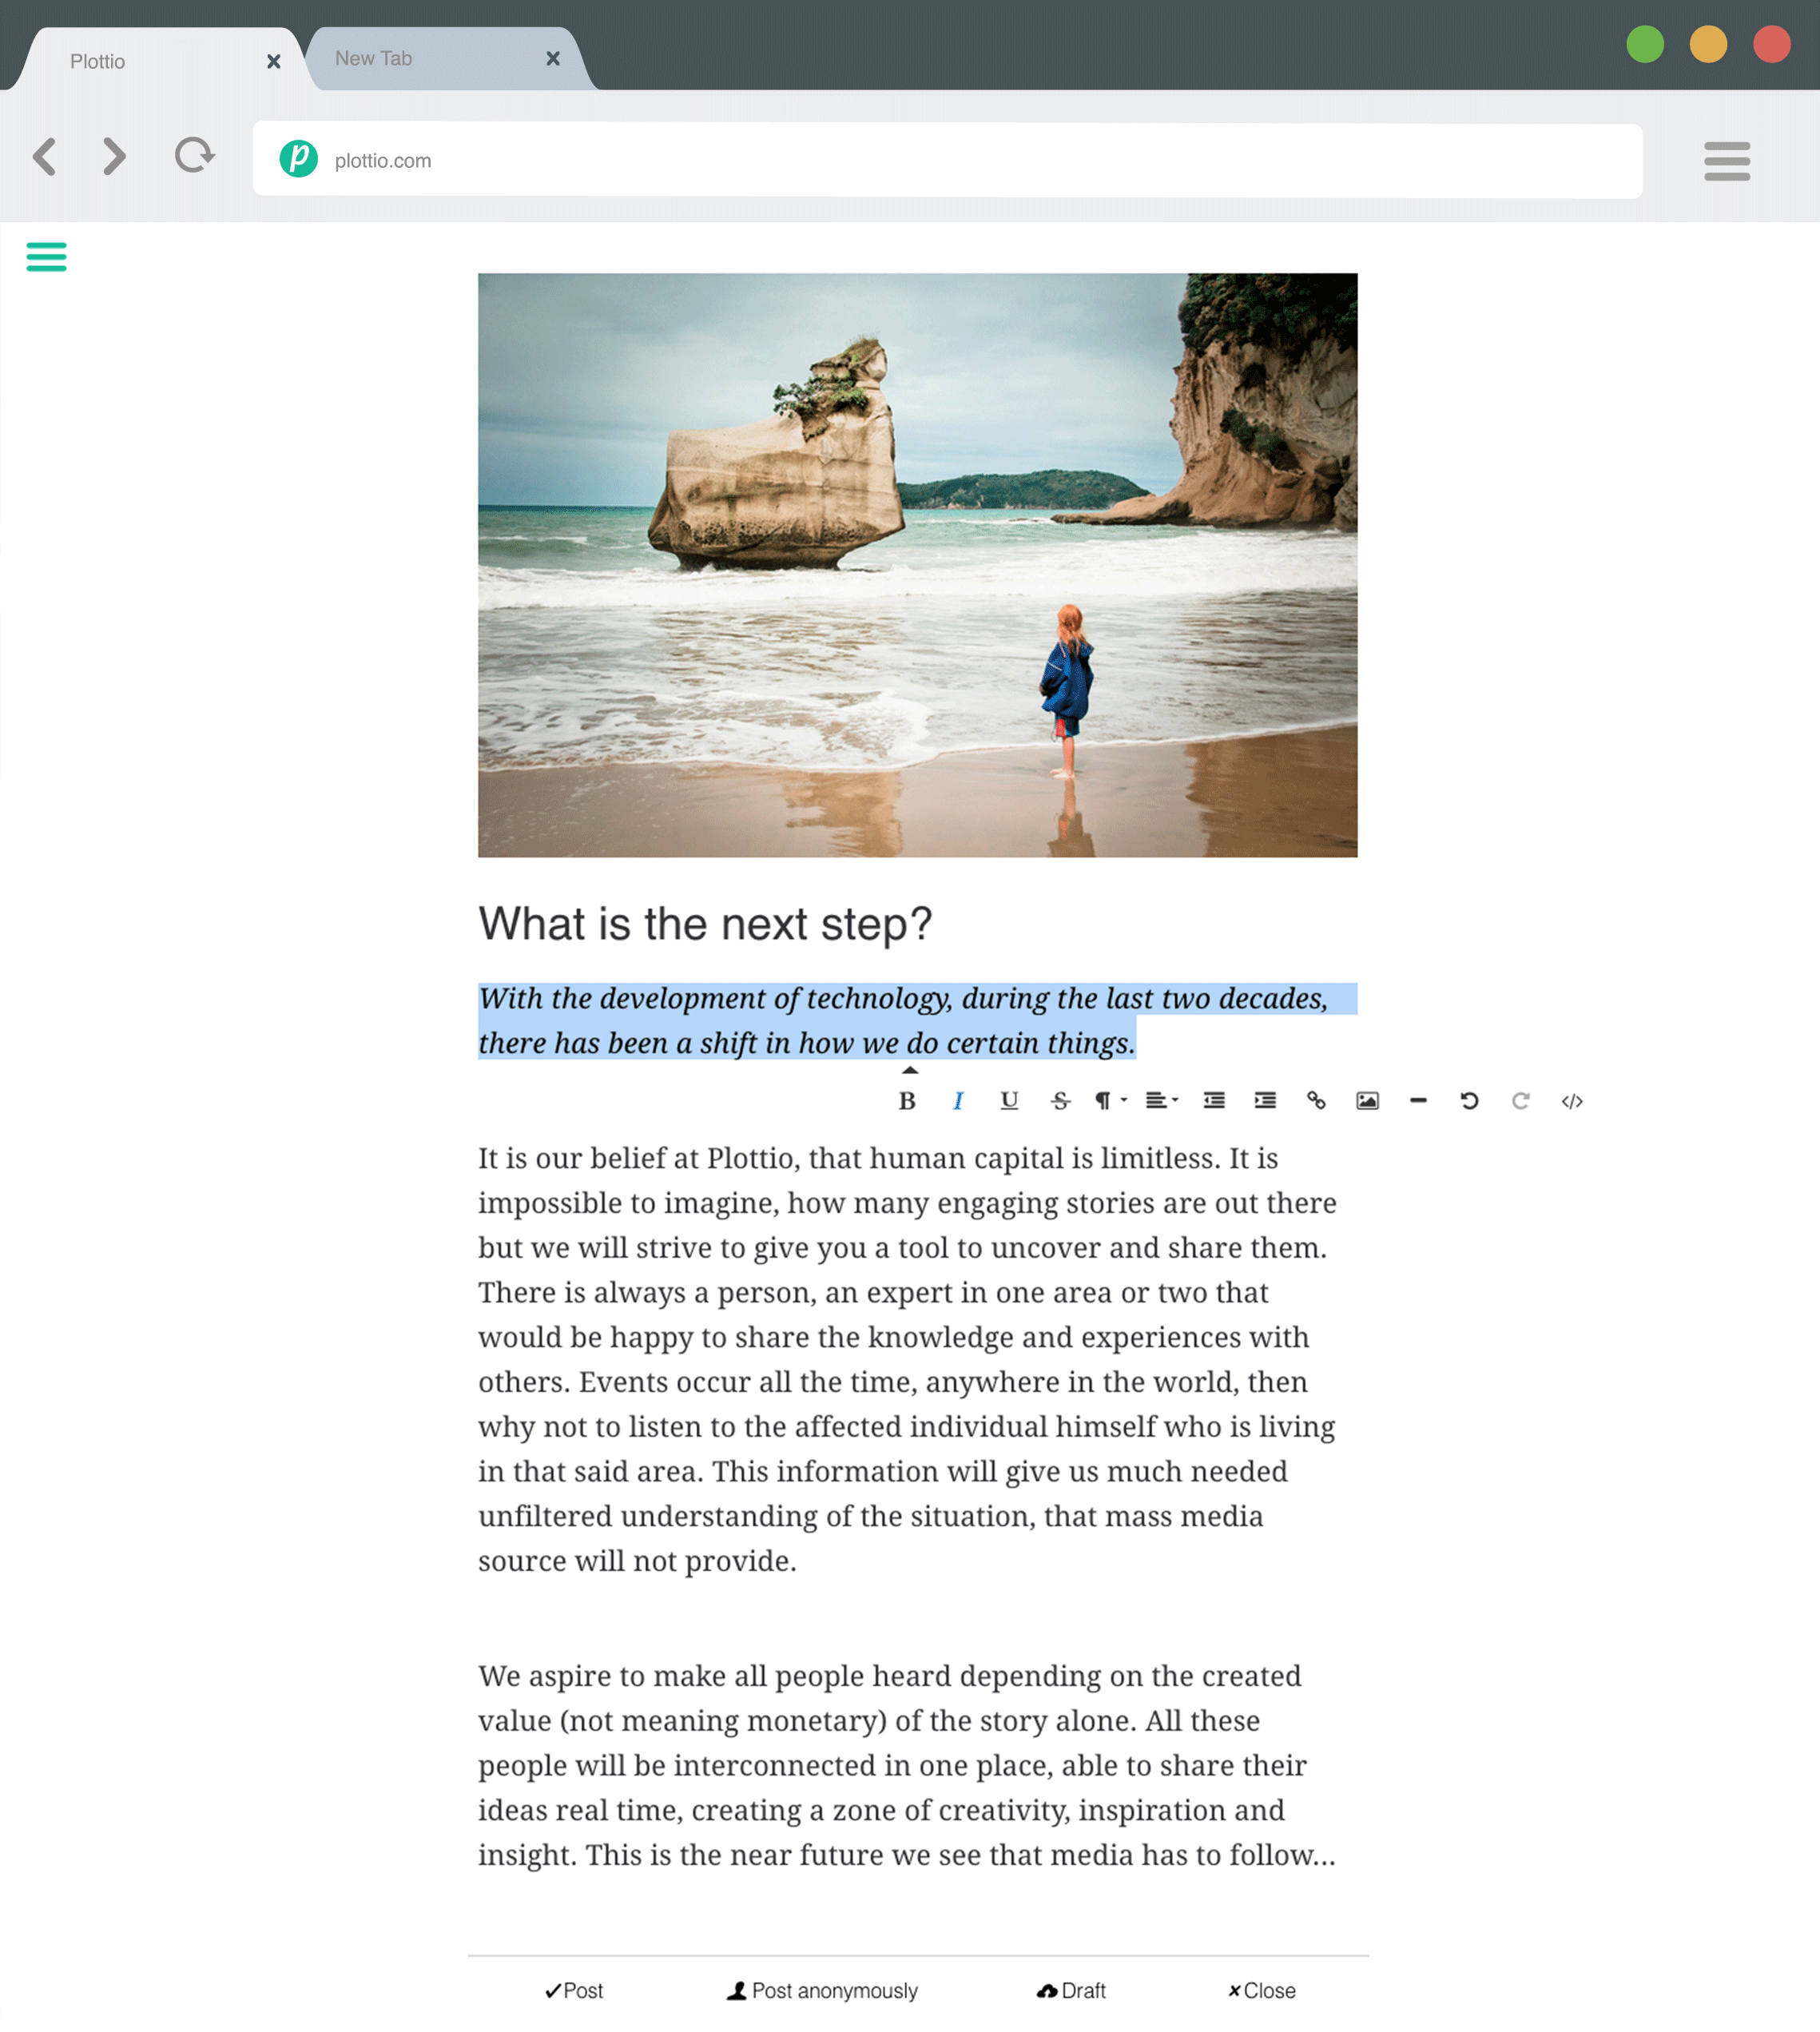 Plottio
New Tab
p plottio.com
What is the next step?
With the development of technology, during the last two decades,
there has been a shift in how we do certain things.
B I U S ¶ </>
It is our belief at Plottio, that human capital is limitless. It is
impossible to imagine, how many engaging stories are out there
but we will strive to give you a tool to uncover and share them.
There is always a person, an expert in one area or two that
would be happy to share the knowledge and experiences with
others. Events occur all the time, anywhere in the world, then
why not to listen to the affected individual himself who is living
in that said area. This information will give us much needed
unfiltered understanding of the situation, that mass media
source will not provide.
We aspire to make all people heard depending on the created
value (not meaning monetary) of the story alone. All these
people will be interconnected in one place, able to share their
ideas real time, creating a zone of creativity, inspiration and
insight. This is the near future we see that media has to follow...
Post
Post anonymously
Draft
Close